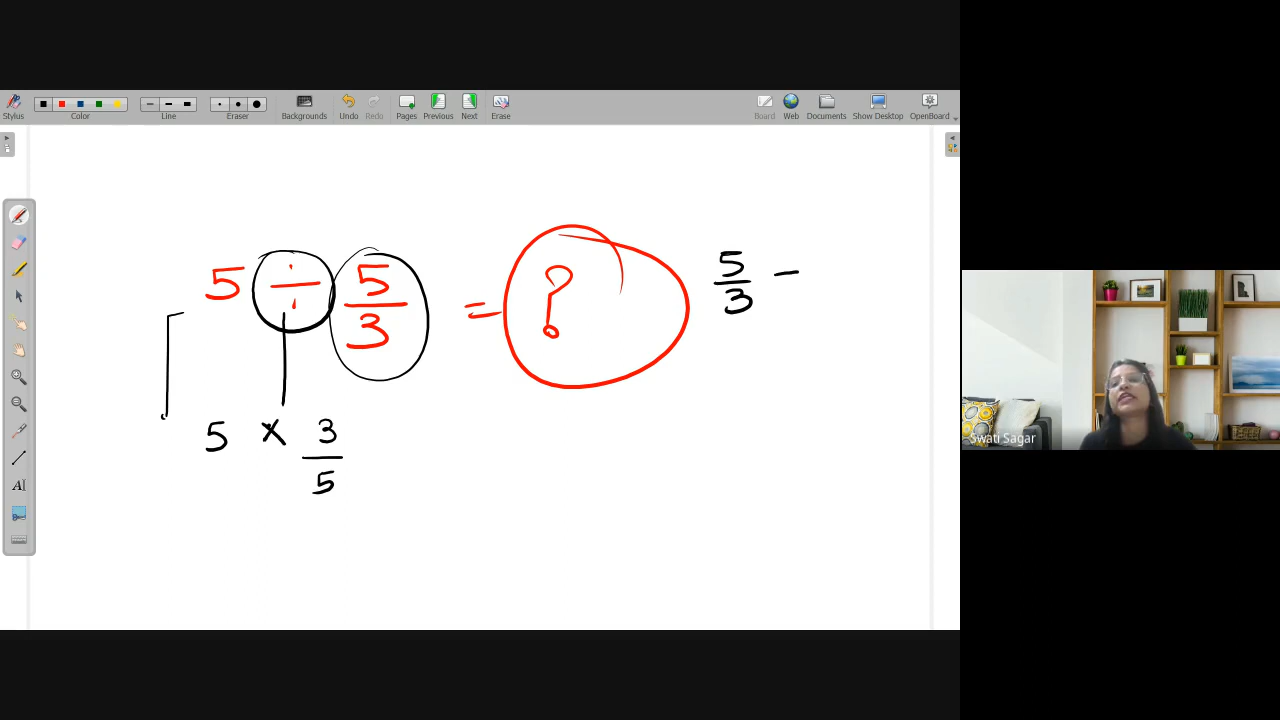 Stylus Color Line Eraser Backgrounds Undo Redo Pages Previous Next Erase Board Web Documents Show Desktop OpenBoard
5 ÷ 5/3 = ? 5/3 −
5 × 3/5
Swati Sagar